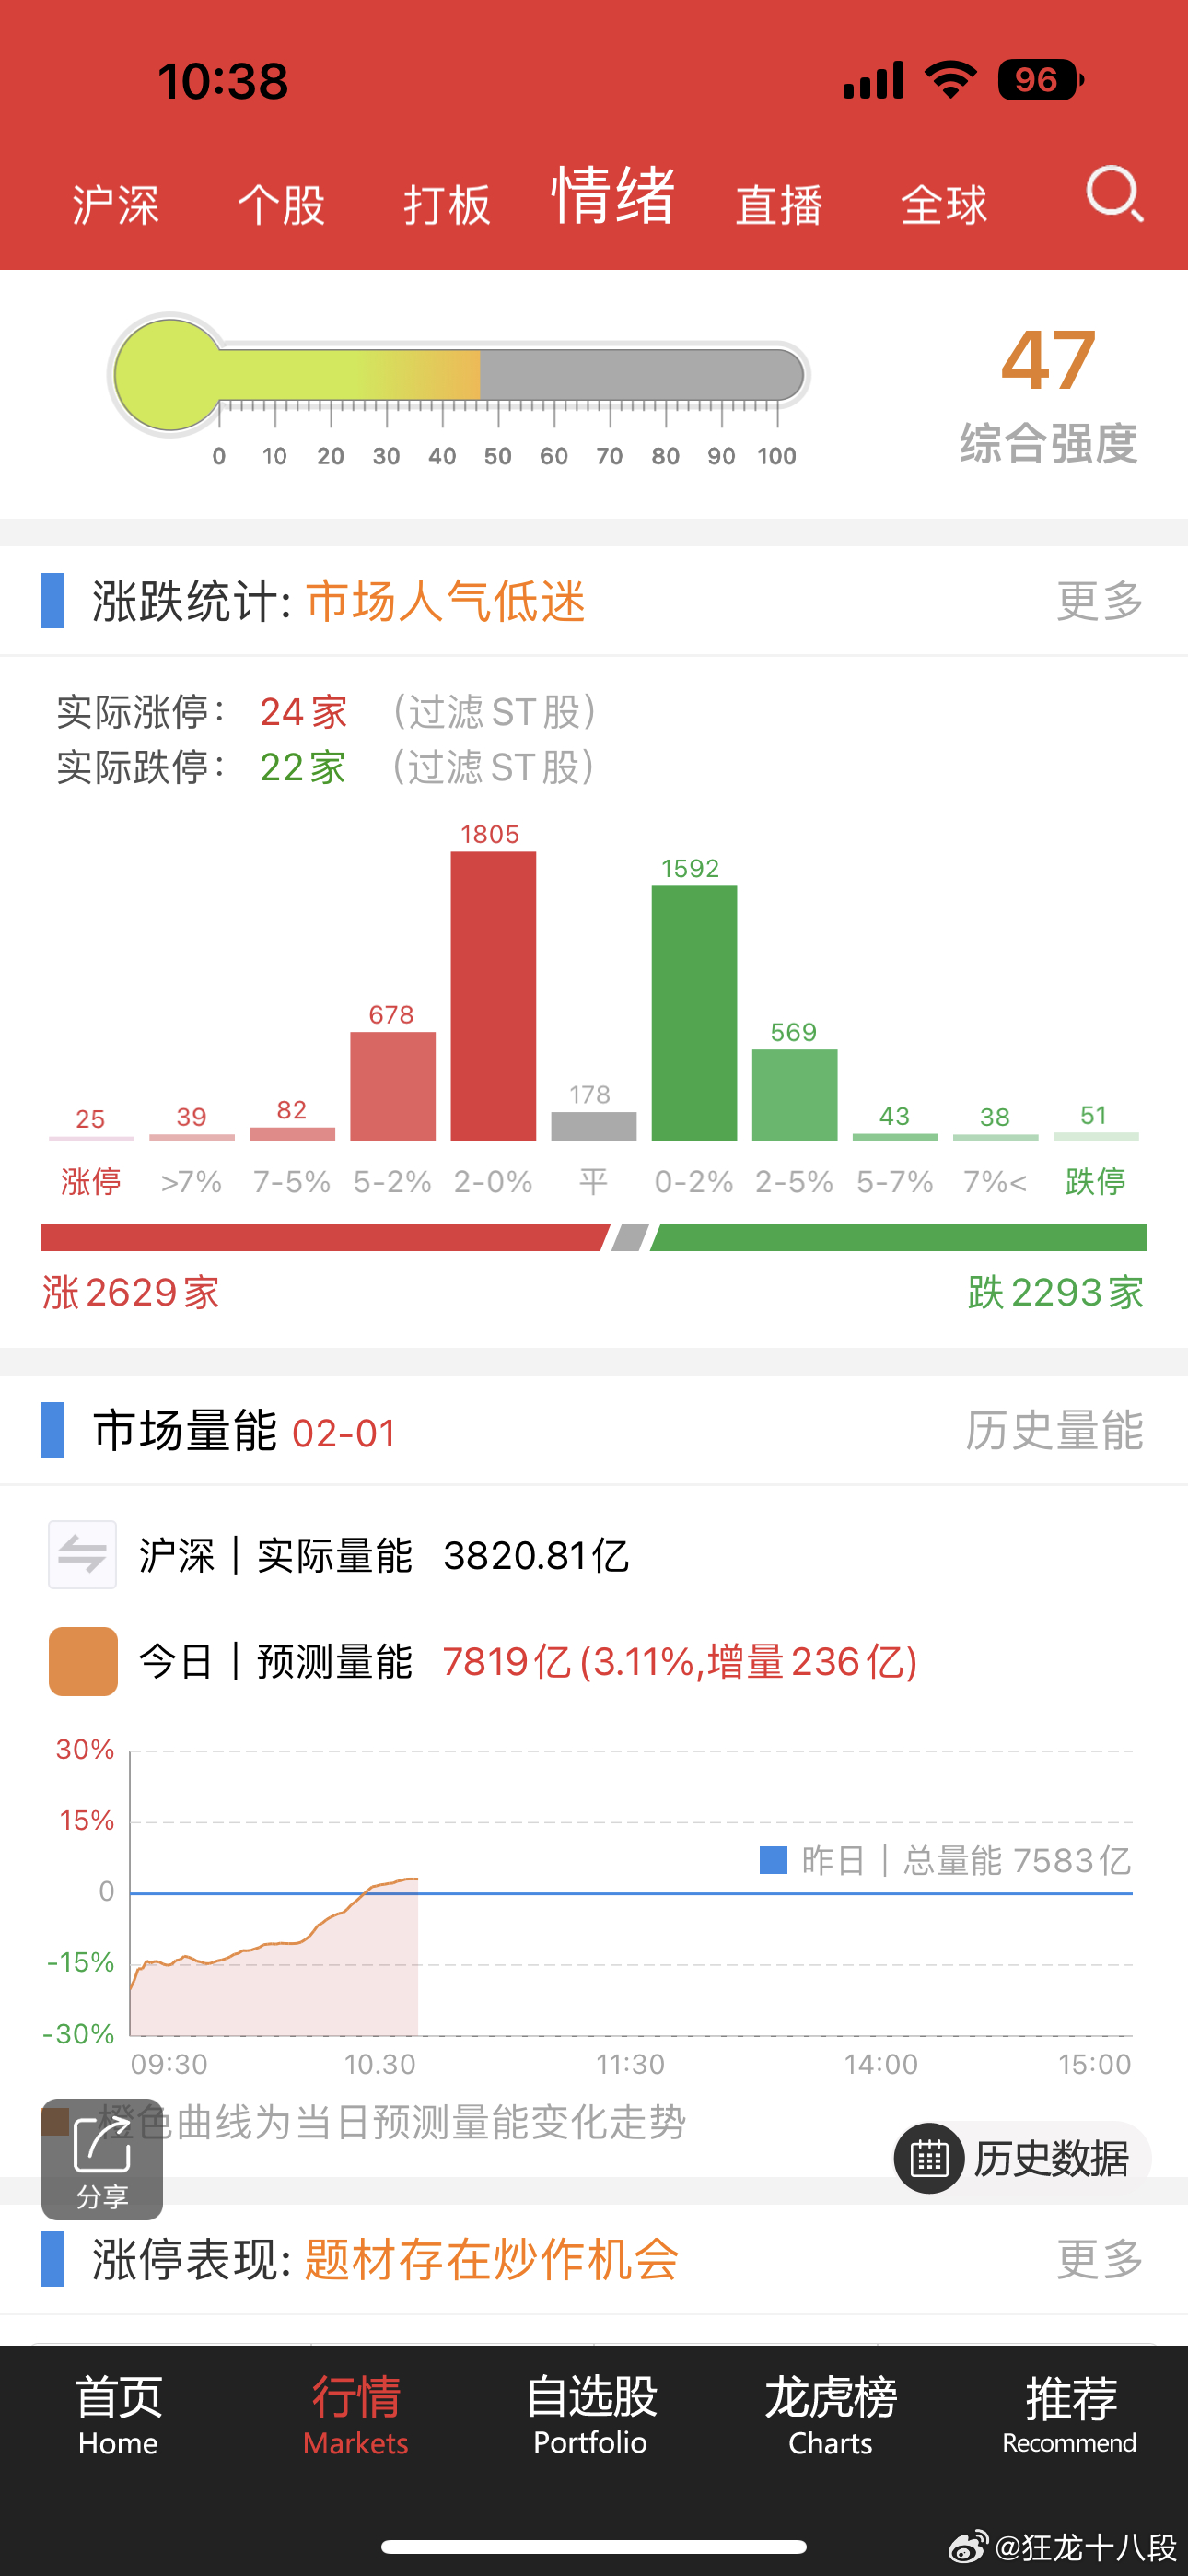 10:38
96
沪深 个股 打板 情绪 直播 全球
47
综合强度
0 10 20 30 40 50 60 70 80 90 100
涨跌统计: 市场人气低迷 更多
实际涨停: 24家 (过滤ST股)
实际跌停: 22家 (过滤ST股)
25 39 82 678 1805 178 1592 569 43 38 51
涨停 >7% 7-5% 5-2% 2-0% 平 0-2% 2-5% 5-7% 7%< 跌停
涨2629家 跌2293家
市场量能 02-01 历史量能
沪深｜实际量能 3820.81亿
今日｜预测量能 7819亿(3.11%,增量236亿)
30%
15%
昨日｜总量能 7583亿
0
-15%
-30%
09:30 10.30 11:30 14:00 15:00
橙色曲线为当日预测量能变化走势
分享
历史数据
涨停表现: 题材存在炒作机会 更多
首页 行情 自选股 龙虎榜 推荐
Home Markets Portfolio Charts Recommend
@狂龙十八段